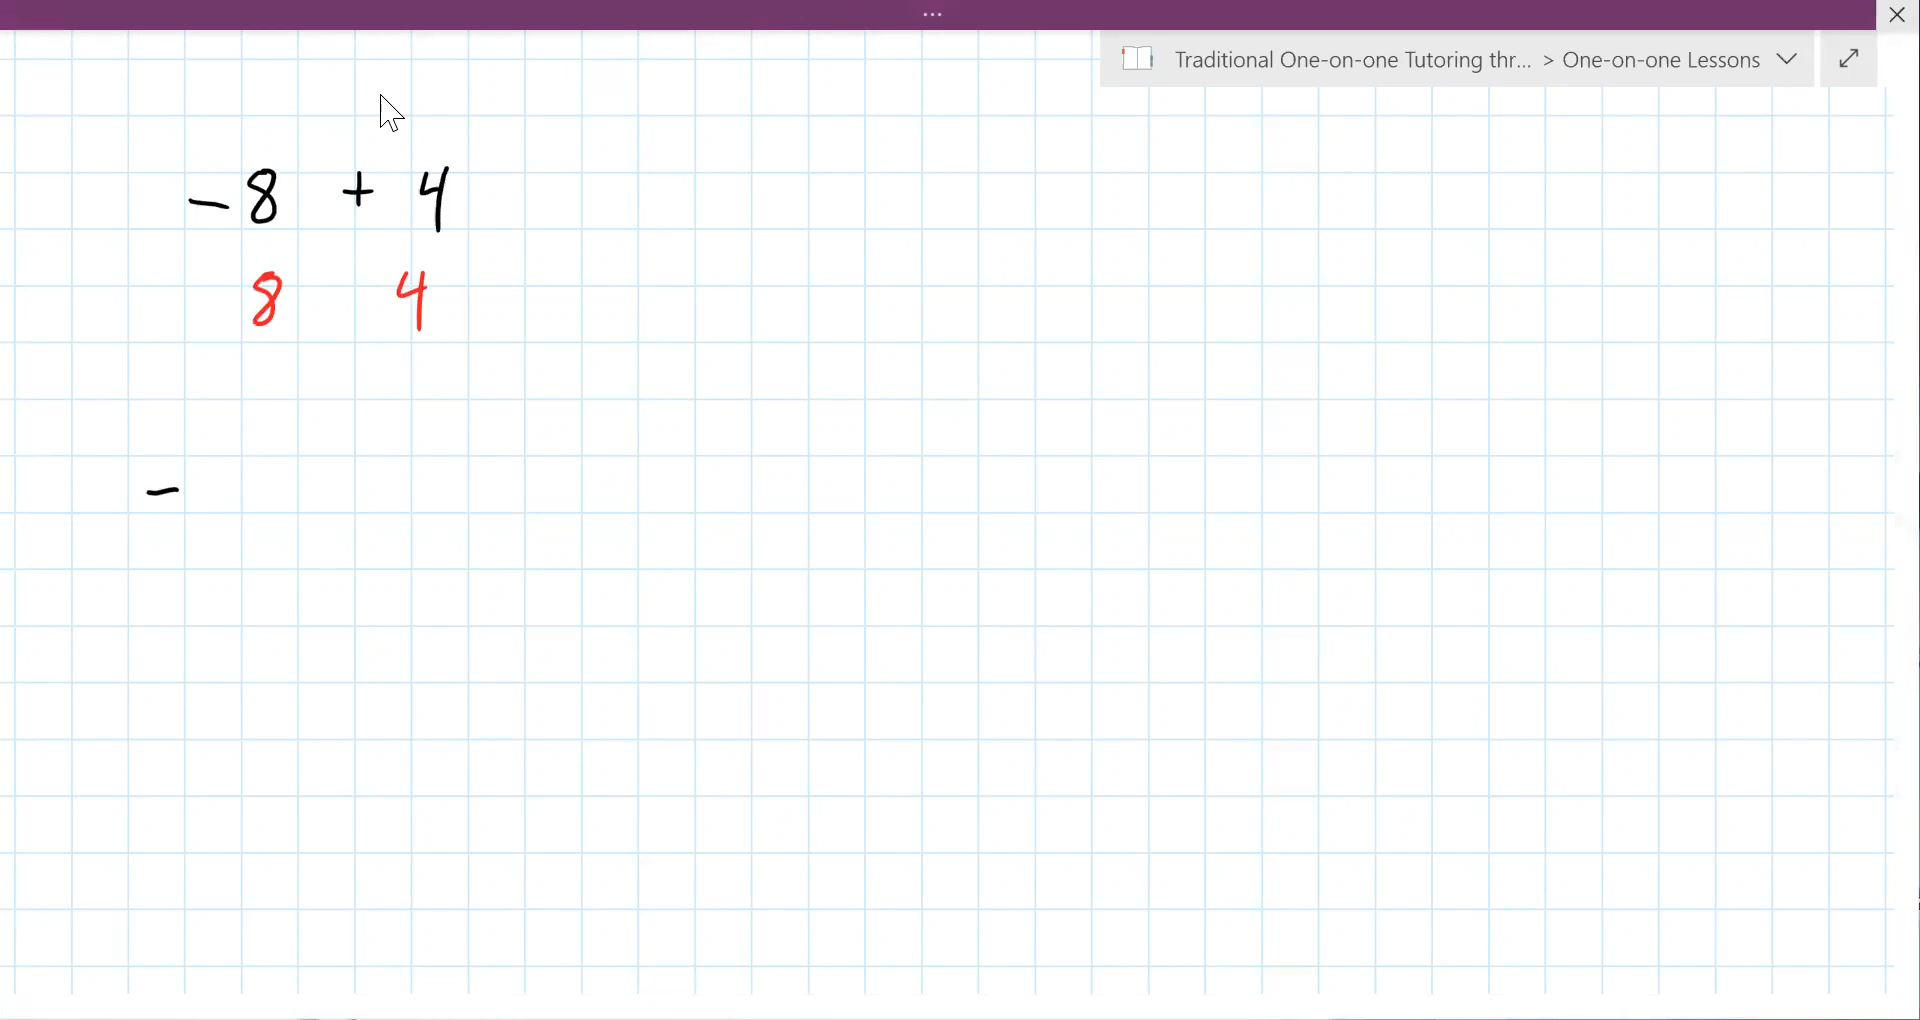 ...
Traditional One-on-one Tutoring thr... > One-on-one Lessons
-8 + 4
8 4
-